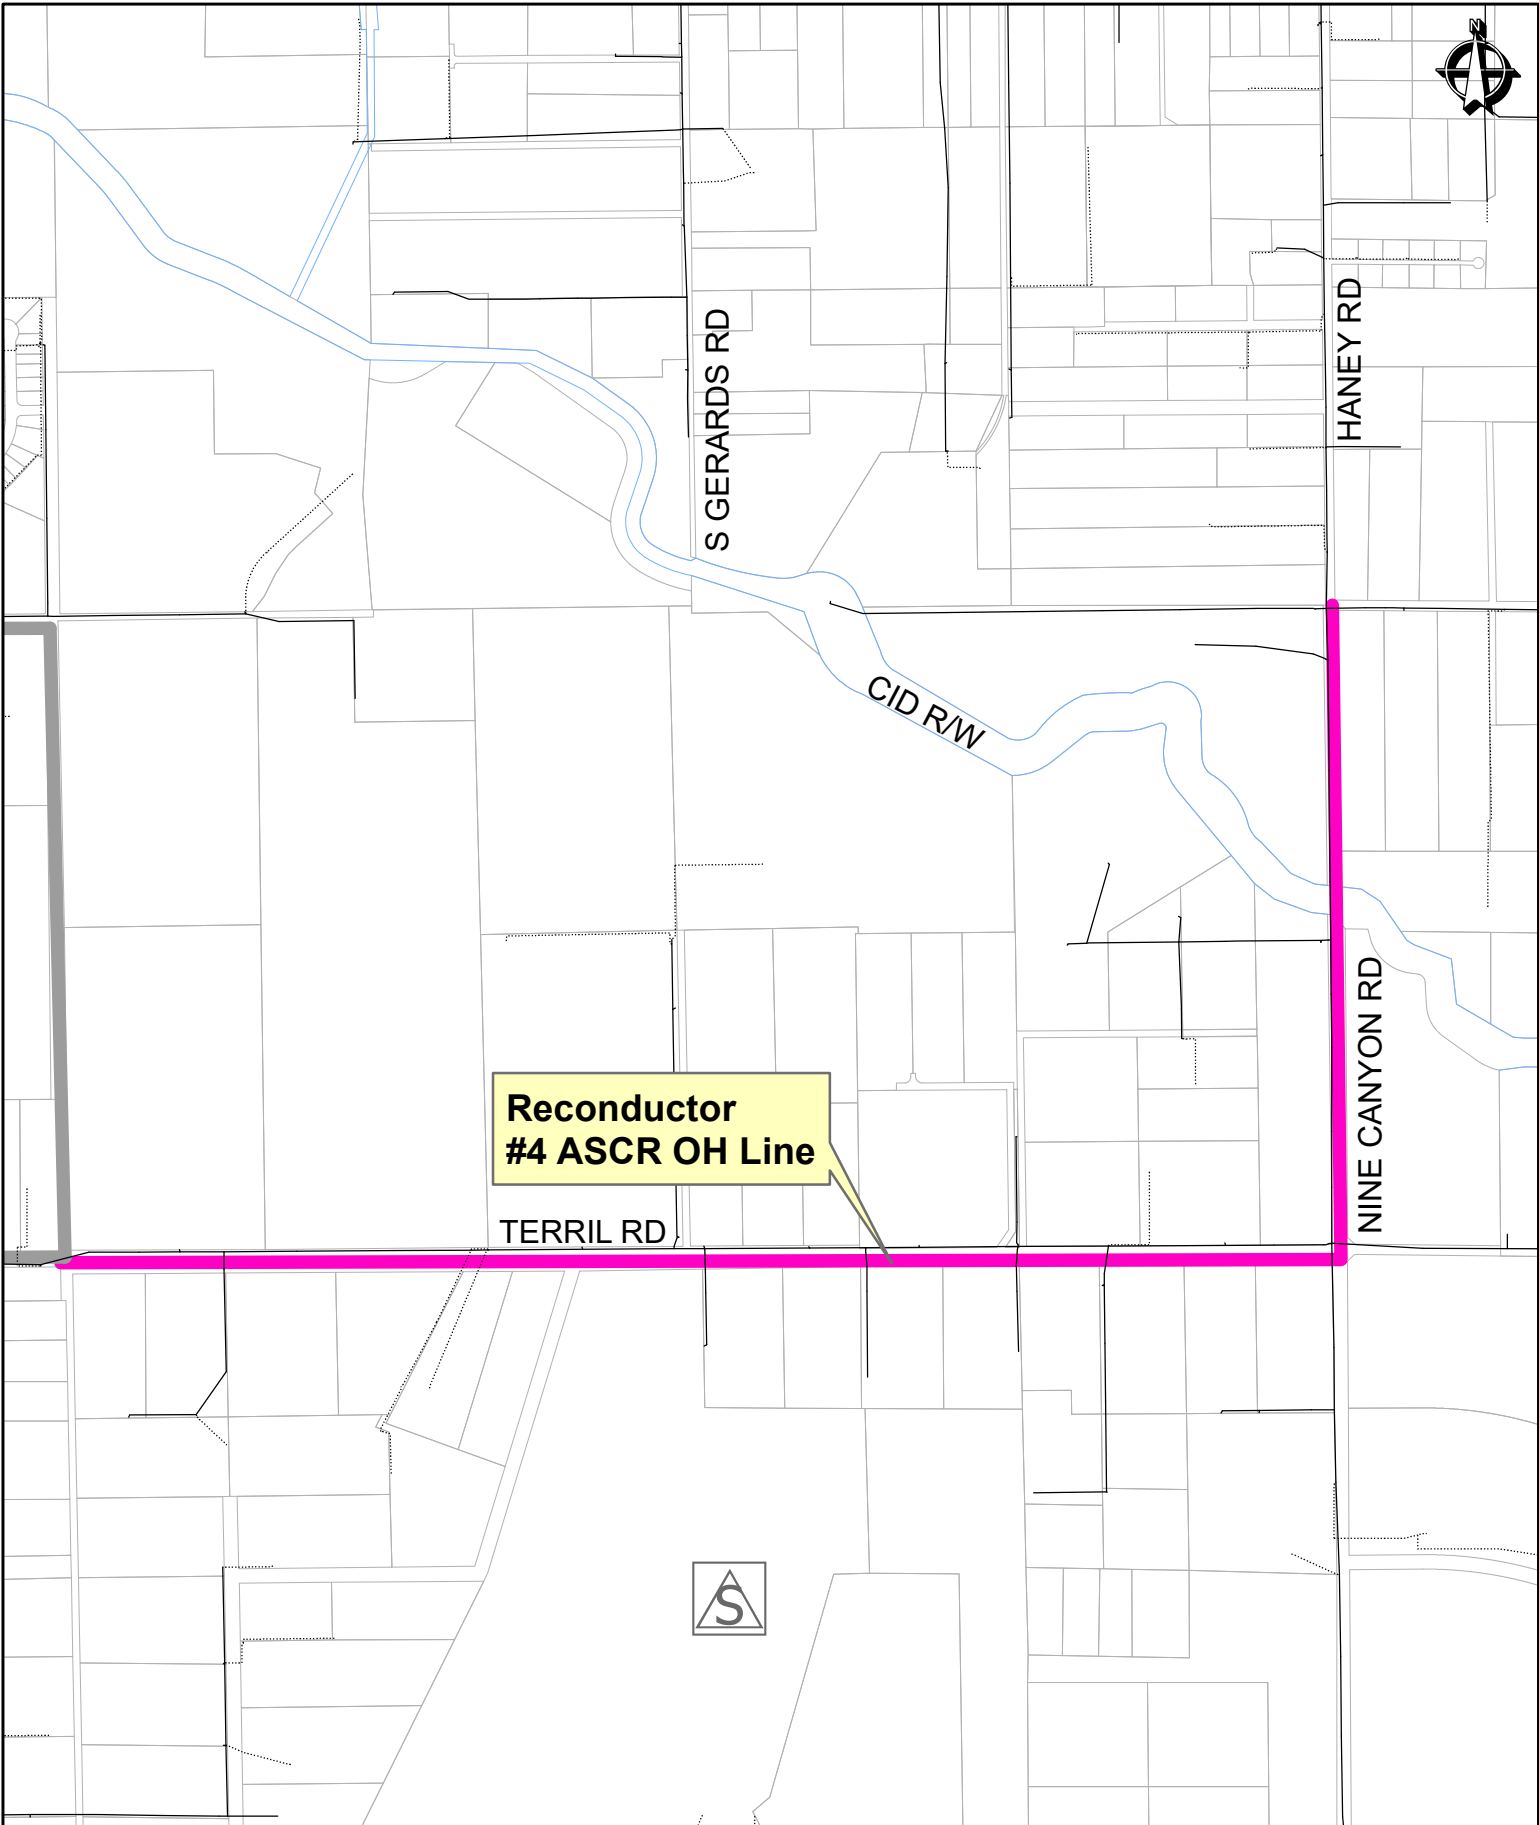 N
HANEY RD
S GERARDS RD
CID R/W
NINE CANYON RD
Reconductor
#4 ASCR OH Line
TERRIL RD
S